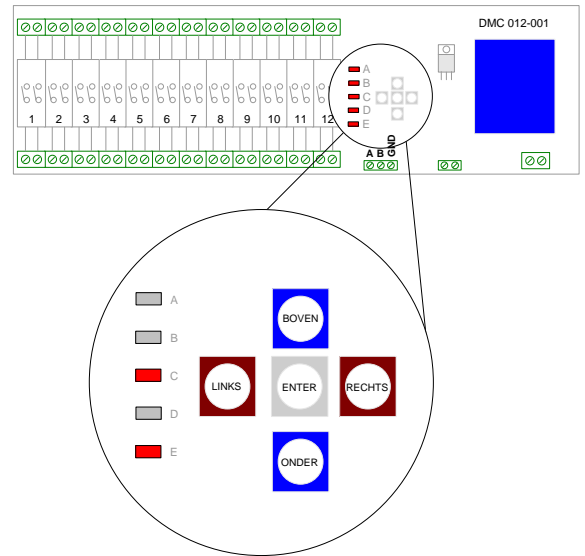 DMC 012-001
A
B
C
D
E
1 2 3 4 5 6 7 8 9 10 11 12
A B GND
A
BOVEN
B
C
LINKS ENTER RECHTS
D
E
ONDER